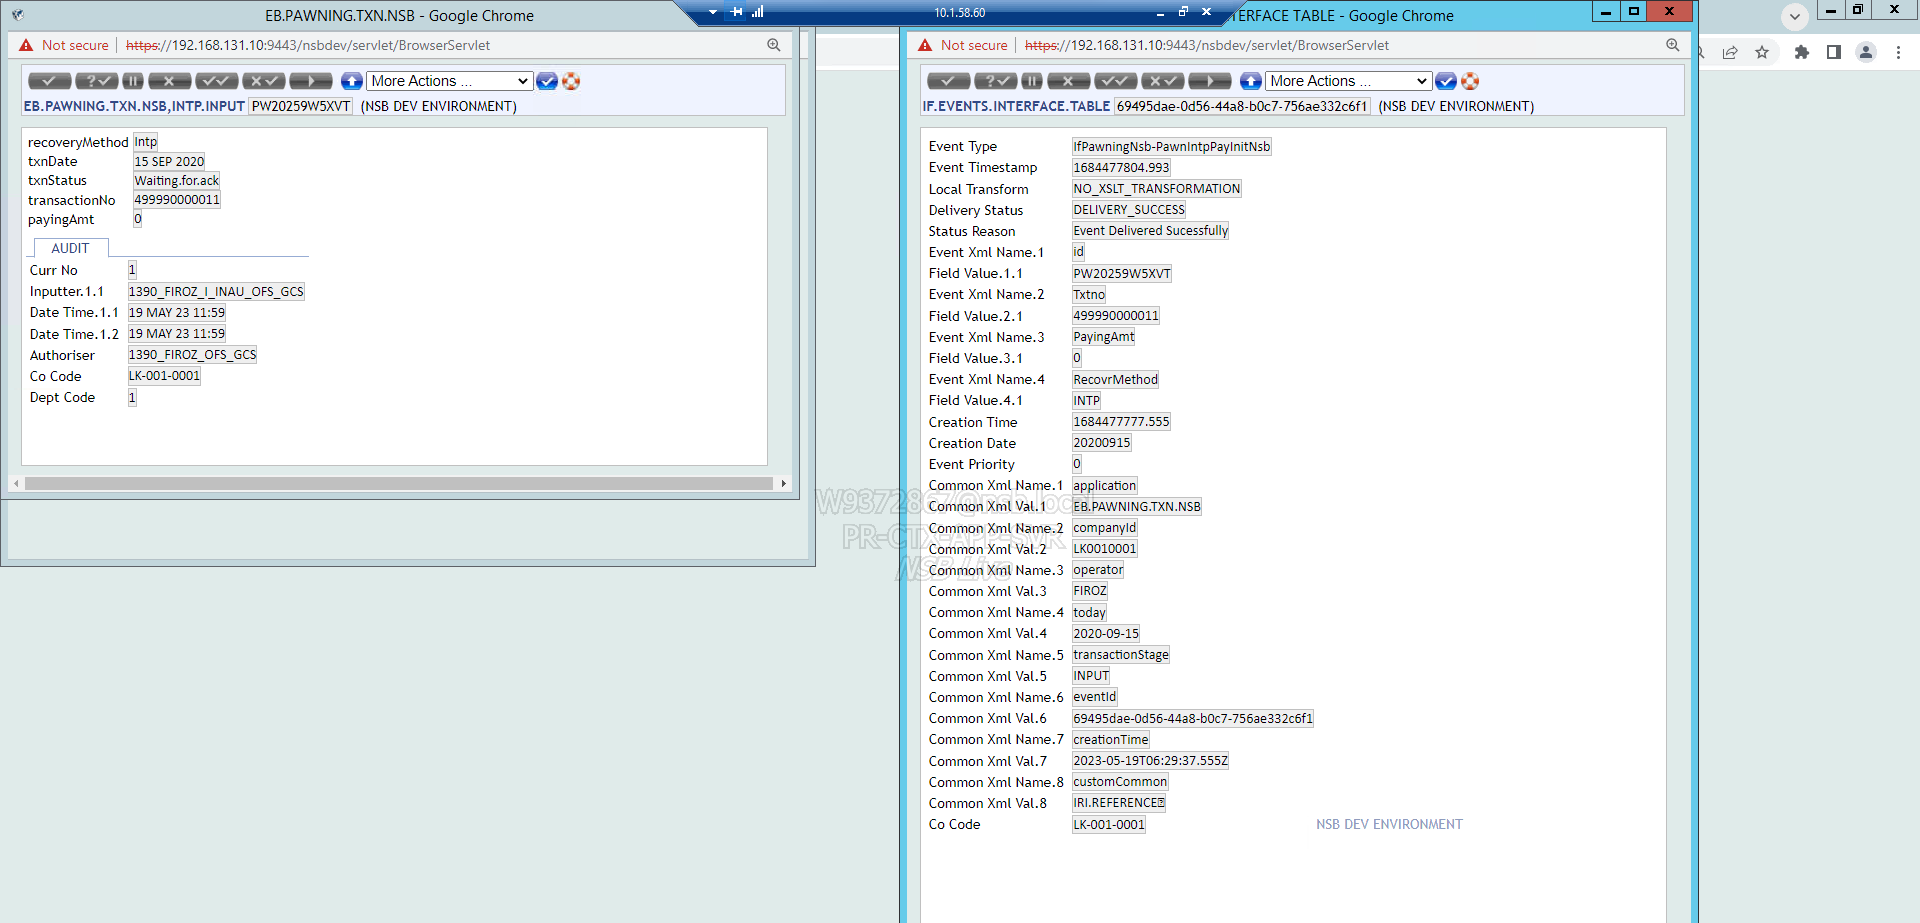 EB.PAWNING.TXN.NSB - Google Chrome
Not secure
https://192.168.131.10:9443/nsbdev/servlet/BrowserServlet
More Actions ...
EB.PAWNING.TXN.NSB,INTP.INPUT PW20259W5XVT (NSB DEV ENVIRONMENT)
recoveryMethod Intp
txnDate 15 SEP 2020
txnStatus Waiting.for.ack
transactionNo 499990000011
payingAmt 0
AUDIT
Curr No 1
Inputter.1.1 1390_FIROZ_I_INAU_OFS_GCS
Date Time.1.1 19 MAY 23 11:59
Date Time.1.2 19 MAY 23 11:59
Authoriser 1390_FIROZ_OFS_GCS
Co Code LK-001-0001
Dept Code 1
10.1.58.60
TERFACE TABLE - Google Chrome
Not secure
https://192.168.131.10:9443/nsbdev/servlet/BrowserServlet
More Actions ...
IF.EVENTS.INTERFACE.TABLE 69495dae-0d56-44a8-b0c7-756ae332c6f1 (NSB DEV ENVIRONMENT)
Event Type IfPawningNsb-PawnIntpPayInitNsb
Event Timestamp 1684477804.993
Local Transform NO_XSLT_TRANSFORMATION
Delivery Status DELIVERY_SUCCESS
Status Reason Event Delivered Sucessfully
Event Xml Name.1 id
Field Value.1.1 PW20259W5XVT
Event Xml Name.2 Txtno
Field Value.2.1 499990000011
Event Xml Name.3 PayingAmt
Field Value.3.1 0
Event Xml Name.4 RecovrMethod
Field Value.4.1 INTP
Creation Time 1684477777.555
Creation Date 20200915
Event Priority 0
Common Xml Name.1 application
Common Xml Val.1 EB.PAWNING.TXN.NSB
Common Xml Name.2 companyId
Common Xml Val.2 LK0010001
Common Xml Name.3 operator
Common Xml Val.3 FIROZ
Common Xml Name.4 today
Common Xml Val.4 2020-09-15
Common Xml Name.5 transactionStage
Common Xml Val.5 INPUT
Common Xml Name.6 eventId
Common Xml Val.6 69495dae-0d56-44a8-b0c7-756ae332c6f1
Common Xml Name.7 creationTime
Common Xml Val.7 2023-05-19T06:29:37.555Z
Common Xml Name.8 customCommon
Common Xml Val.8 IRI.REFERENCE
Co Code LK-001-0001
NSB DEV ENVIRONMENT
W9372867@nsb.local
PR-CTX-APP-SVR
NSB Live